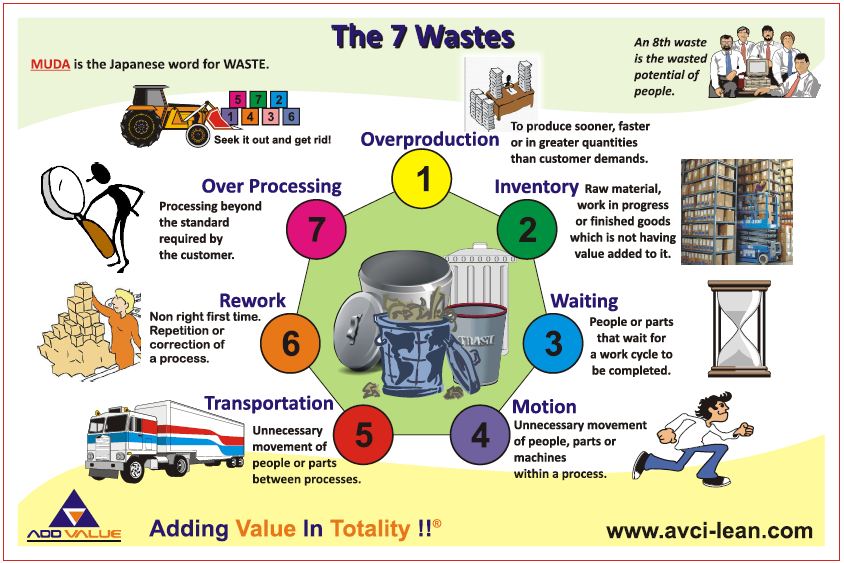 The 7 Wastes
MUDA is the Japanese word for WASTE.
An 8th waste
is the wasted
potential of
people.
5 7 2
1 4 3 6
Seek it out and get rid!
Overproduction
To produce sooner, faster
or in greater quantities
than customer demands.
1
Inventory
Raw material,
work in progress
or finished goods
which is not having
value added to it.
2
Waiting
People or parts
that wait for
a work cycle to
be completed.
3
Motion
Unnecessary movement
of people, parts or
machines
within a process.
4
Transportation
Unnecessary
movement of
people or parts
between processes.
5
Rework
Non right first time.
Repetition or
correction of
a process.
6
Over Processing
Processing beyond
the standard
required by
the customer.
7
TRAST
ADD VALUE
Adding Value In Totality !!®
www.avci-lean.com